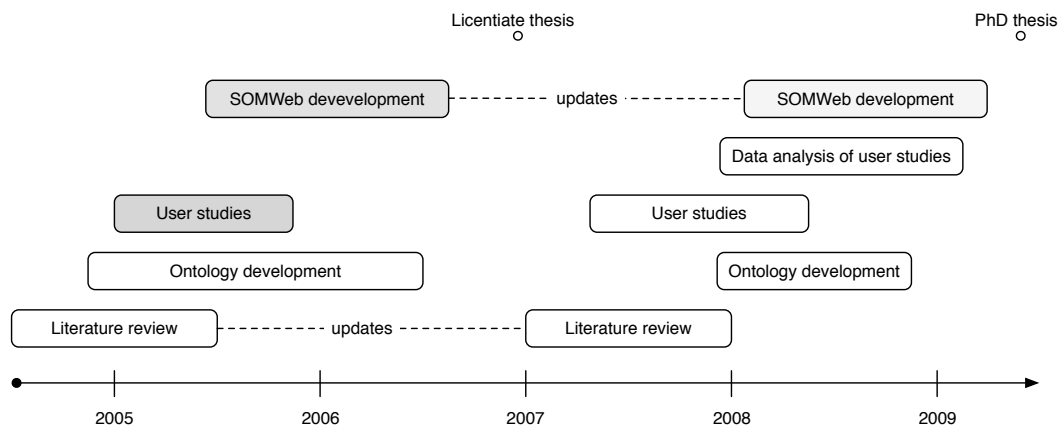 Licentiate thesis
PhD thesis
SOMWeb devevelopment
updates
SOMWeb development
Data analysis of user studies
User studies
User studies
Ontology development
Ontology development
Literature review
updates
Literature review
2005
2006
2007
2008
2009